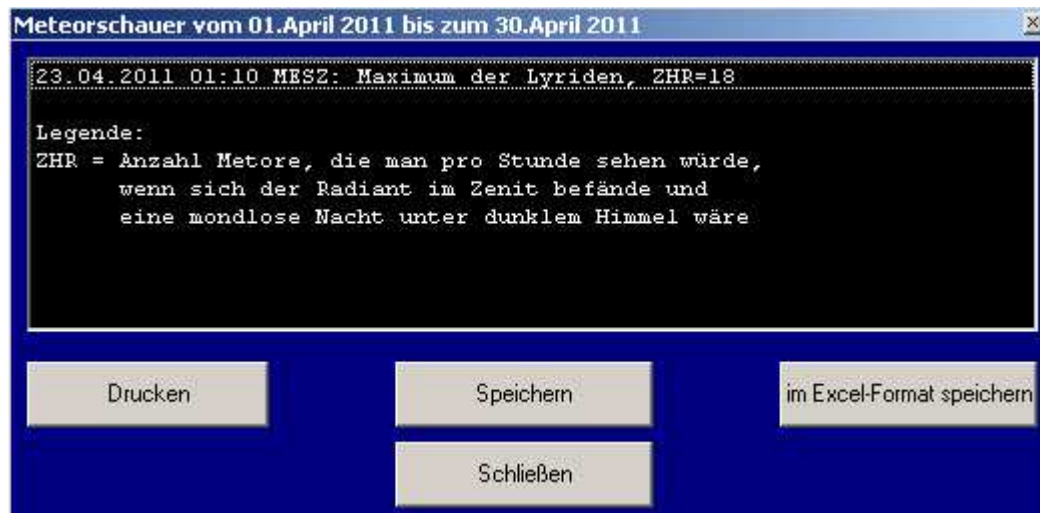 Meteorschauer vom 01.April 2011 bis zum 30.April 2011
23.04.2011 01:10 MESZ: Maximum der Lyriden, ZHR=18
Legende:
ZHR = Anzahl Metore, die man pro Stunde sehen würde,
wenn sich der Radiant im Zenit befände und
eine mondlose Nacht unter dunklem Himmel wäre
Drucken
Speichern
im Excel-Format speichern
Schließen